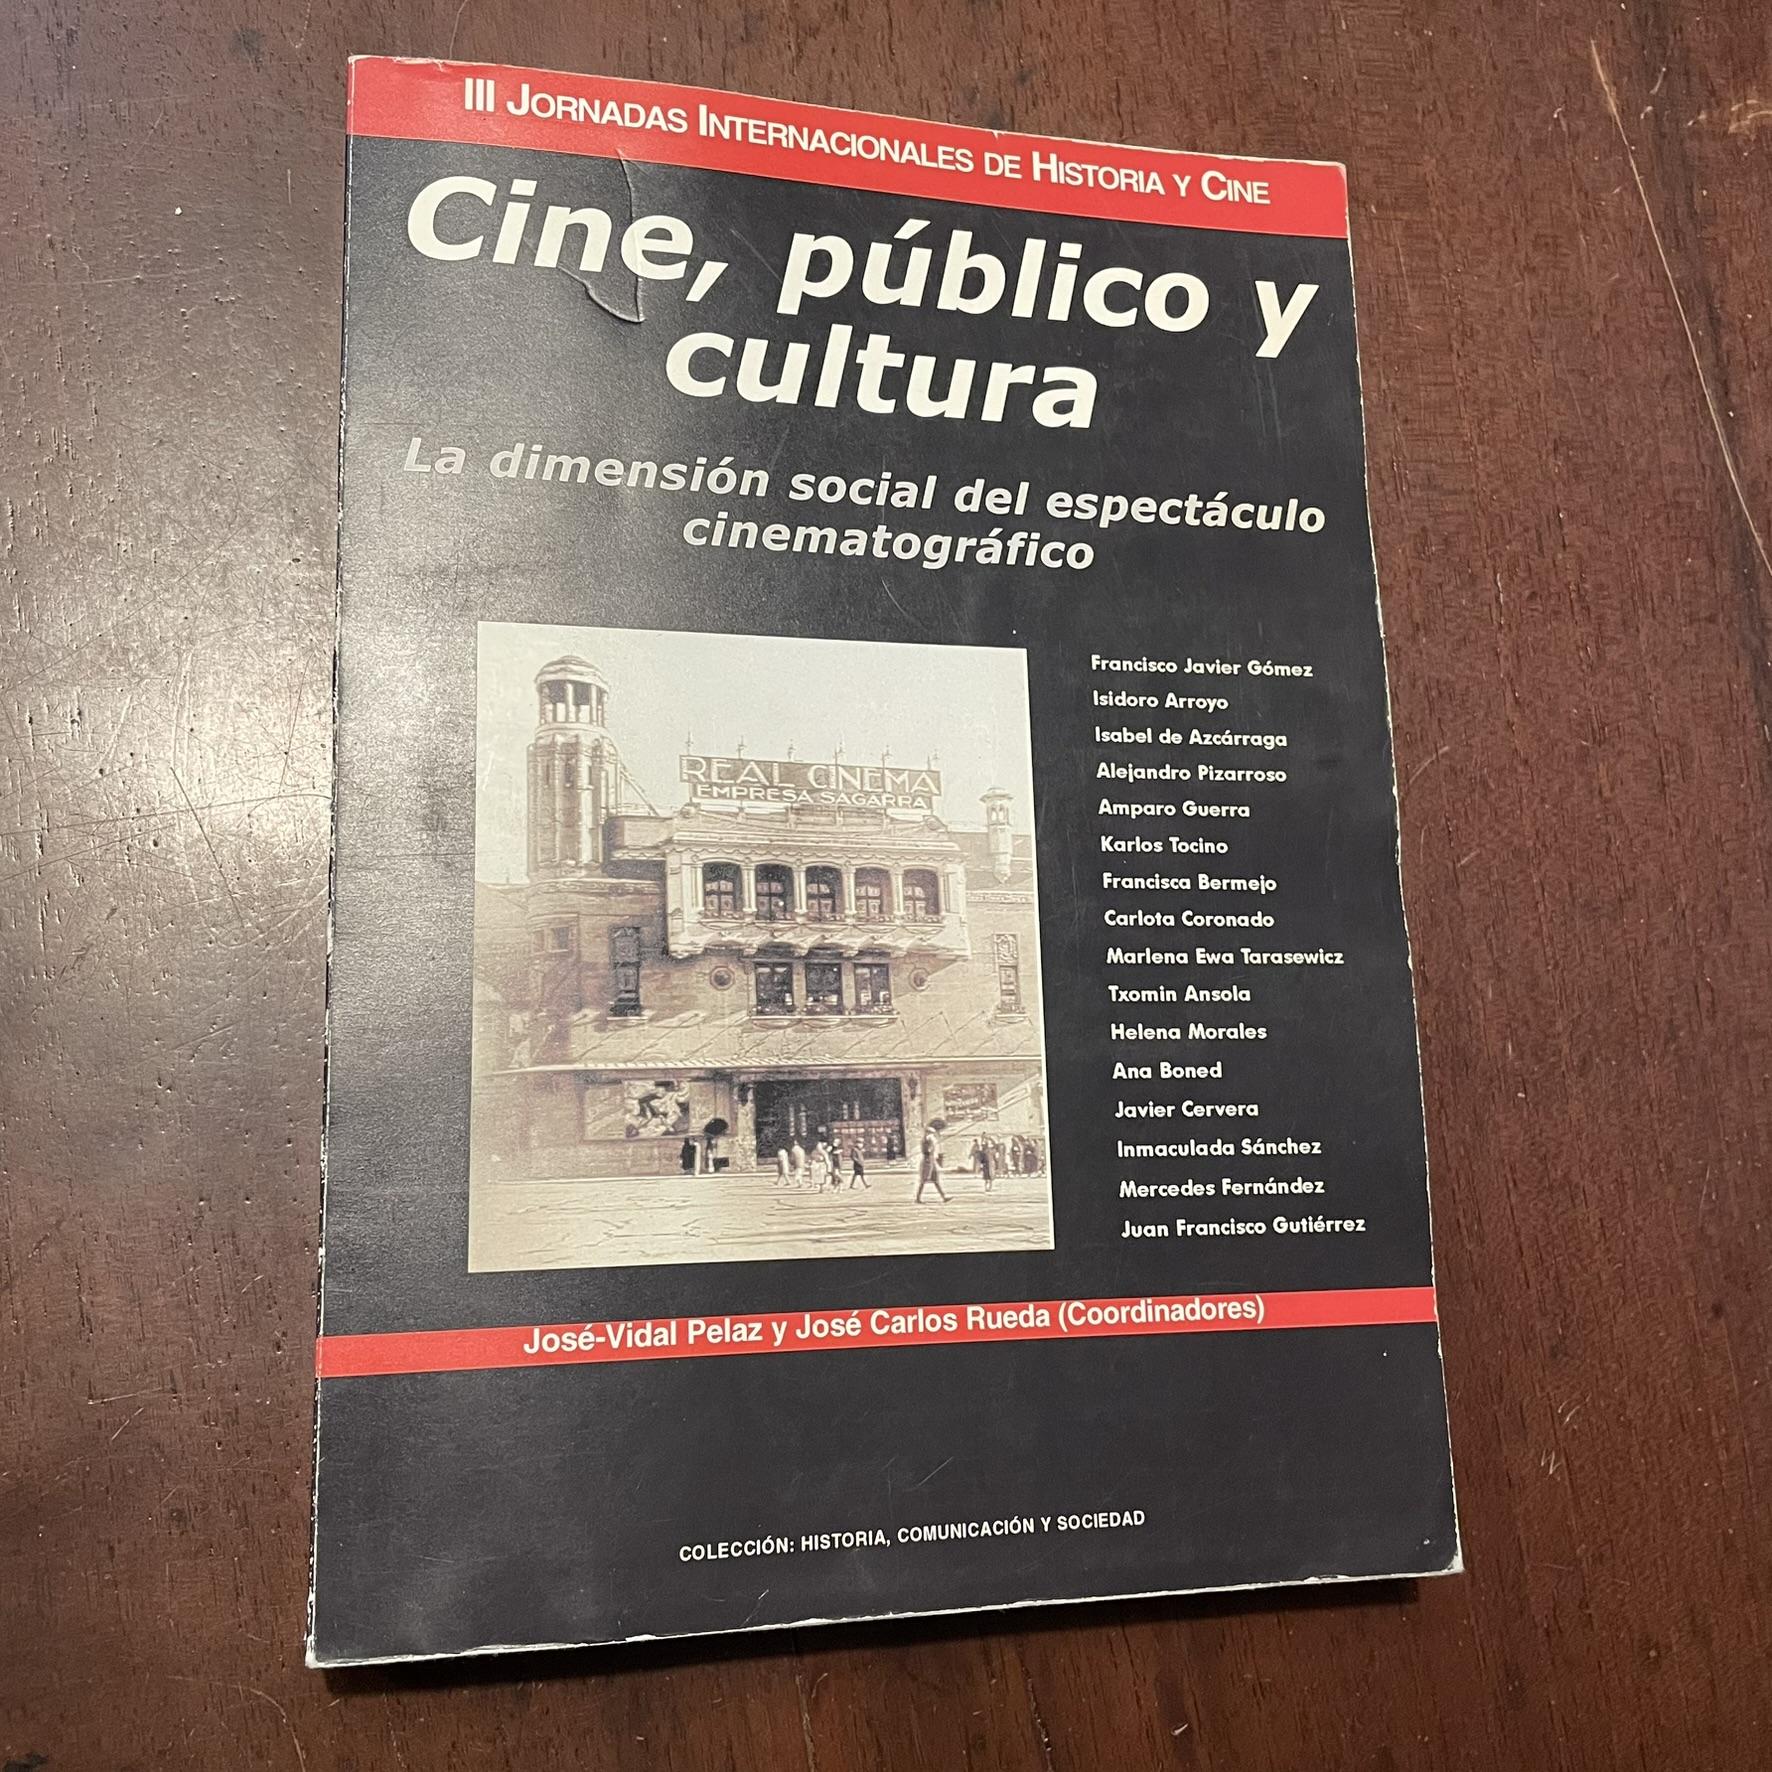 III JORNADAS INTERNACIONALES DE HISTORIA Y CINE
Cine, público y
cultura
La dimensión social del espectáculo
cinematográfico
REAL CINEMA
EMPRESA SAGARRA
Francisco Javier Gómez
Isidoro Arroyo
Isabel de Azcárraga
Alejandro Pizarroso
Amparo Guerra
Karlos Tocino
Francisca Bermejo
Carlota Coronado
Marlena Ewa Tarasewicz
Txomin Ansola
Helena Morales
Ana Boned
Javier Cervera
Inmaculada Sánchez
Mercedes Fernández
Juan Francisco Gutiérrez
José-Vidal Pelaz y José Carlos Rueda (Coordinadores)
COLECCIÓN: HISTORIA, COMUNICACIÓN Y SOCIEDAD